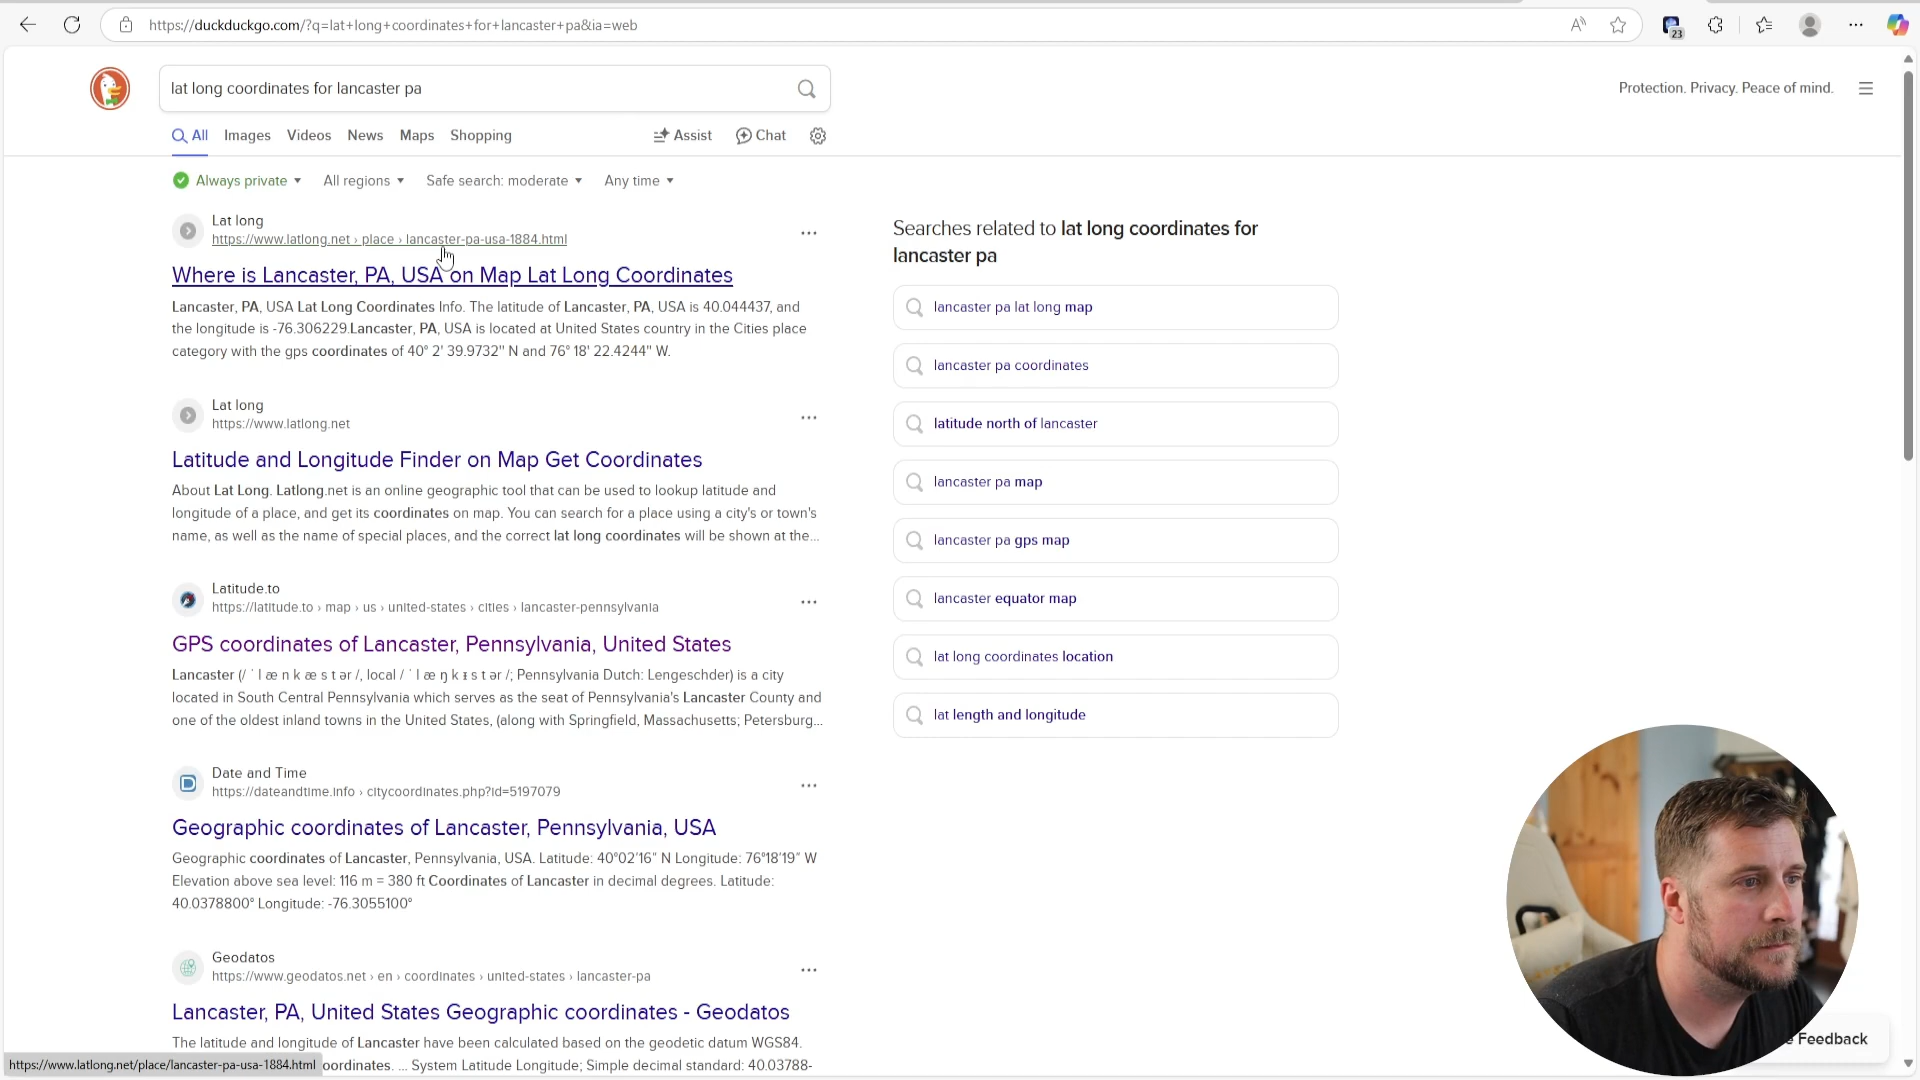 https://duckduckgo.com/?q=lat+long+coordinates+for+lancaster+pa&ia=web
23
lat long coordinates for lancaster pa
Protection. Privacy. Peace of mind.
All Images Videos News Maps Shopping Assist Chat
Always private All regions Safe search: moderate Any time
Lat long
https://www.latlong.net › place › lancaster-pa-usa-1884.html
Where is Lancaster, PA, USA on Map Lat Long Coordinates
Lancaster, PA, USA Lat Long Coordinates Info. The latitude of Lancaster, PA, USA is 40.044437, and
the longitude is -76.306229.Lancaster, PA, USA is located at United States country in the Cities place
category with the gps coordinates of 40° 2' 39.9732'' N and 76° 18' 22.4244'' W.
Lat long
https://www.latlong.net
Latitude and Longitude Finder on Map Get Coordinates
About Lat Long. Latlong.net is an online geographic tool that can be used to lookup latitude and
longitude of a place, and get its coordinates on map. You can search for a place using a city's or town's
name, as well as the name of special places, and the correct lat long coordinates will be shown at the...
Latitude.to
https://latitude.to › map › us › united-states › cities › lancaster-pennsylvania
GPS coordinates of Lancaster, Pennsylvania, United States
Lancaster (/ ˈ l æ n k æ s t ər /, local / ˈ l æ ŋ k ɪ s t ər /; Pennsylvania Dutch: Lengeschder) is a city
located in South Central Pennsylvania which serves as the seat of Pennsylvania's Lancaster County and
one of the oldest inland towns in the United States, (along with Springfield, Massachusetts; Petersburg...
Date and Time
https://dateandtime.info › citycoordinates.php?id=5197079
Geographic coordinates of Lancaster, Pennsylvania, USA
Geographic coordinates of Lancaster, Pennsylvania, USA. Latitude: 40°02′16″ N Longitude: 76°18′19″ W
Elevation above sea level: 116 m = 380 ft Coordinates of Lancaster in decimal degrees. Latitude:
40.0378800° Longitude: -76.3055100°
Geodatos
https://www.geodatos.net › en › coordinates › united-states › lancaster-pa
Lancaster, PA, United States Geographic coordinates - Geodatos
The latitude and longitude of Lancaster have been calculated based on the geodetic datum WGS84.
oordinates. ... System Latitude Longitude; Simple decimal standard: 40.03788-
https://www.latlong.net/place/lancaster-pa-usa-1884.html
Searches related to lat long coordinates for
lancaster pa
lancaster pa lat long map
lancaster pa coordinates
latitude north of lancaster
lancaster pa map
lancaster pa gps map
lancaster equator map
lat long coordinates location
lat length and longitude
e Feedback